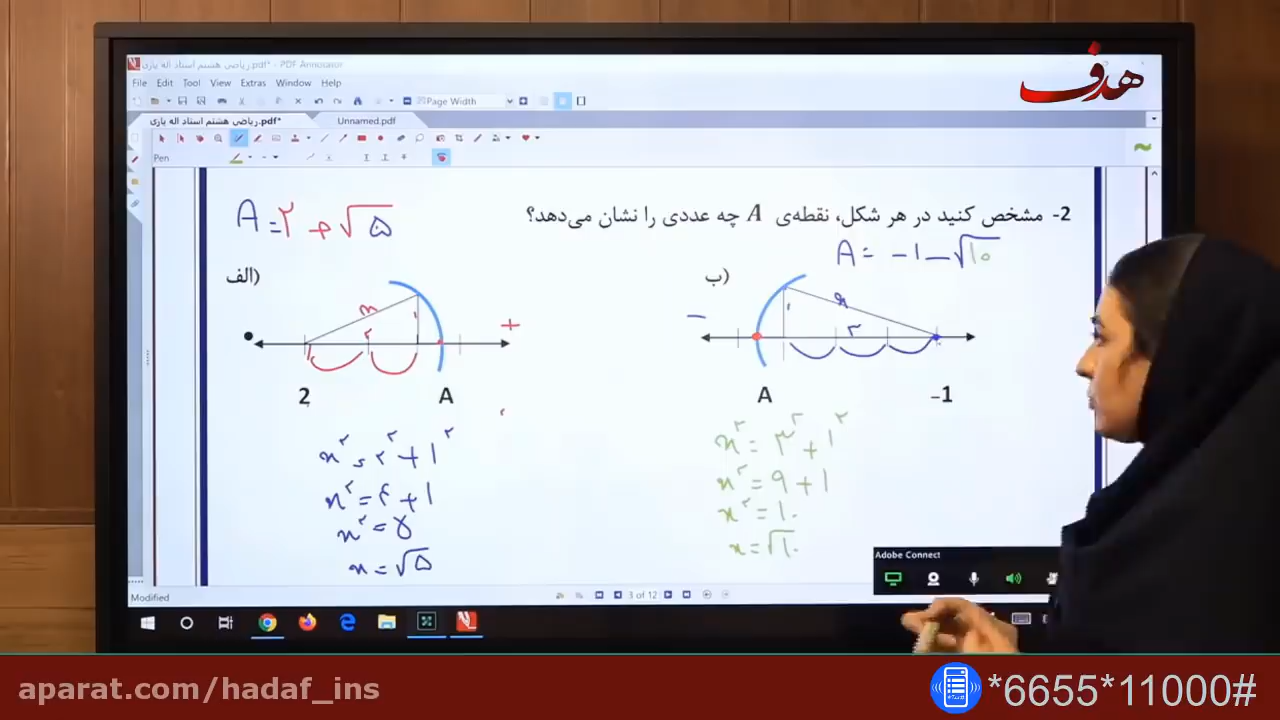 هدف
ریاضی هشتم استاد اله یاری.pdf* - PDF Annotator
File Edit Tool View Extras Window Help
Page Width
ریاضی هشتم استاد اله یاری.pdf* Unnamed.pdf
Pen
2- مشخص کنید در هر شکل، نقطه‌ی A چه عددی را نشان می‌دهد؟
A = ۲ + √۵
A = -۱ - √۱۰
الف)
ب)
x
۲
۱
+
2
A
-
x
۳
۱
A
-1
x² = ۲² + ۱²
x² = ۴ + ۱
x² = ۵
x = √۵
x² = ۳² + ۱²
x² = ۹ + ۱
x² = ۱۰
x = √۱۰
Adobe Connect
Modified
3 of 12
aparat.com/hadaf_ins
*6655*11000#